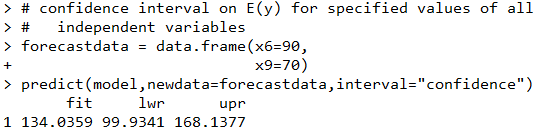 > # confidence interval on E(y) for specified values of all
> #   independent variables
> forecastdata = data.frame(x6=90,
+                           x9=70)
> predict(model,newdata=forecastdata,interval="confidence")
       fit     lwr      upr
1 134.0359 99.9341 168.1377